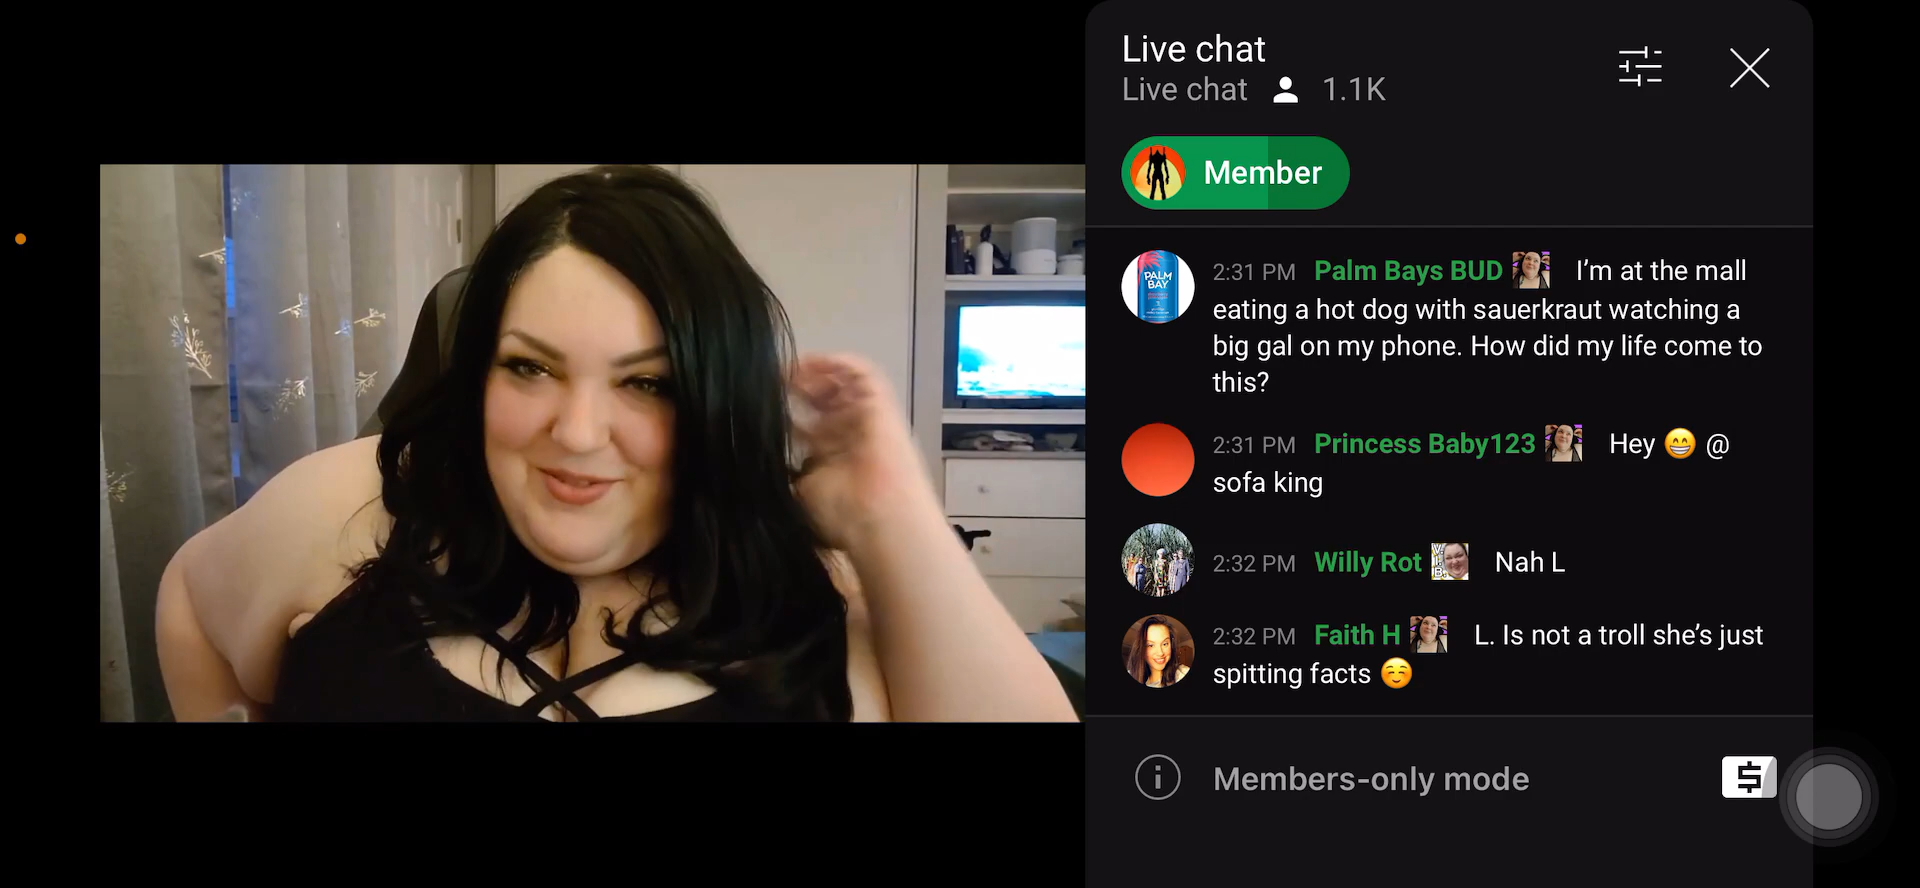 Live chat
Live chat 1.1K
Member
PALM
BAY
2:31 PM Palm Bays BUD I’m at the mall
eating a hot dog with sauerkraut watching a
big gal on my phone. How did my life come to
this?
2:31 PM Princess Baby123 Hey 😁 @
sofa king
2:32 PM Willy Rot Nah L
2:32 PM Faith H L. Is not a troll she’s just
spitting facts ☺️
Members-only mode